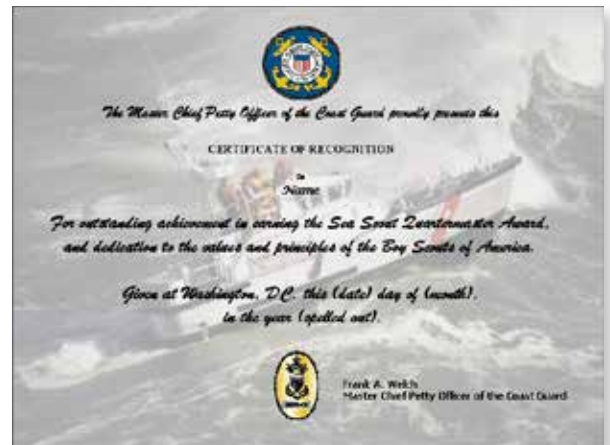 The Master Chief Petty Officer of the Coast Guard proudly presents this
CERTIFICATE OF RECOGNITION
to
Name
For outstanding achievement in earning the Sea Scout Quartermaster Award,
and dedication to the values and principles of the Boy Scouts of America.
Given at Washington, D.C. this (date) day of (month),
in the year (spelled out).
Frank A. Welch
Master Chief Petty Officer of the Coast Guard